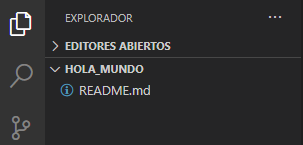 EXPLORADOR
EDITORES ABIERTOS
HOLA_MUNDO
README.md